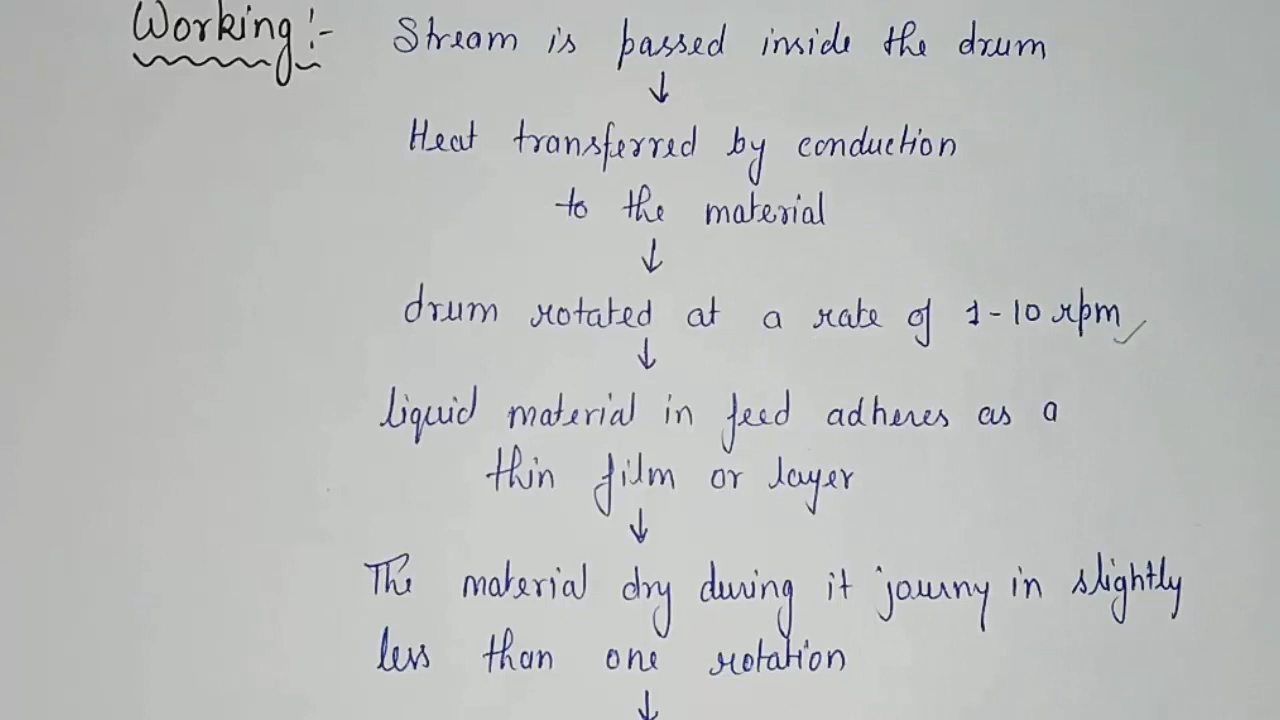 Working:- Stream is passed inside the drum
↓
Heat transferred by conduction
to the material
↓
drum rotated at a rate of 1-10 rpm
↓
liquid material in feed adheres as a
thin film or layer
↓
The material dry during it journy in slightly
less than one rotation
↓